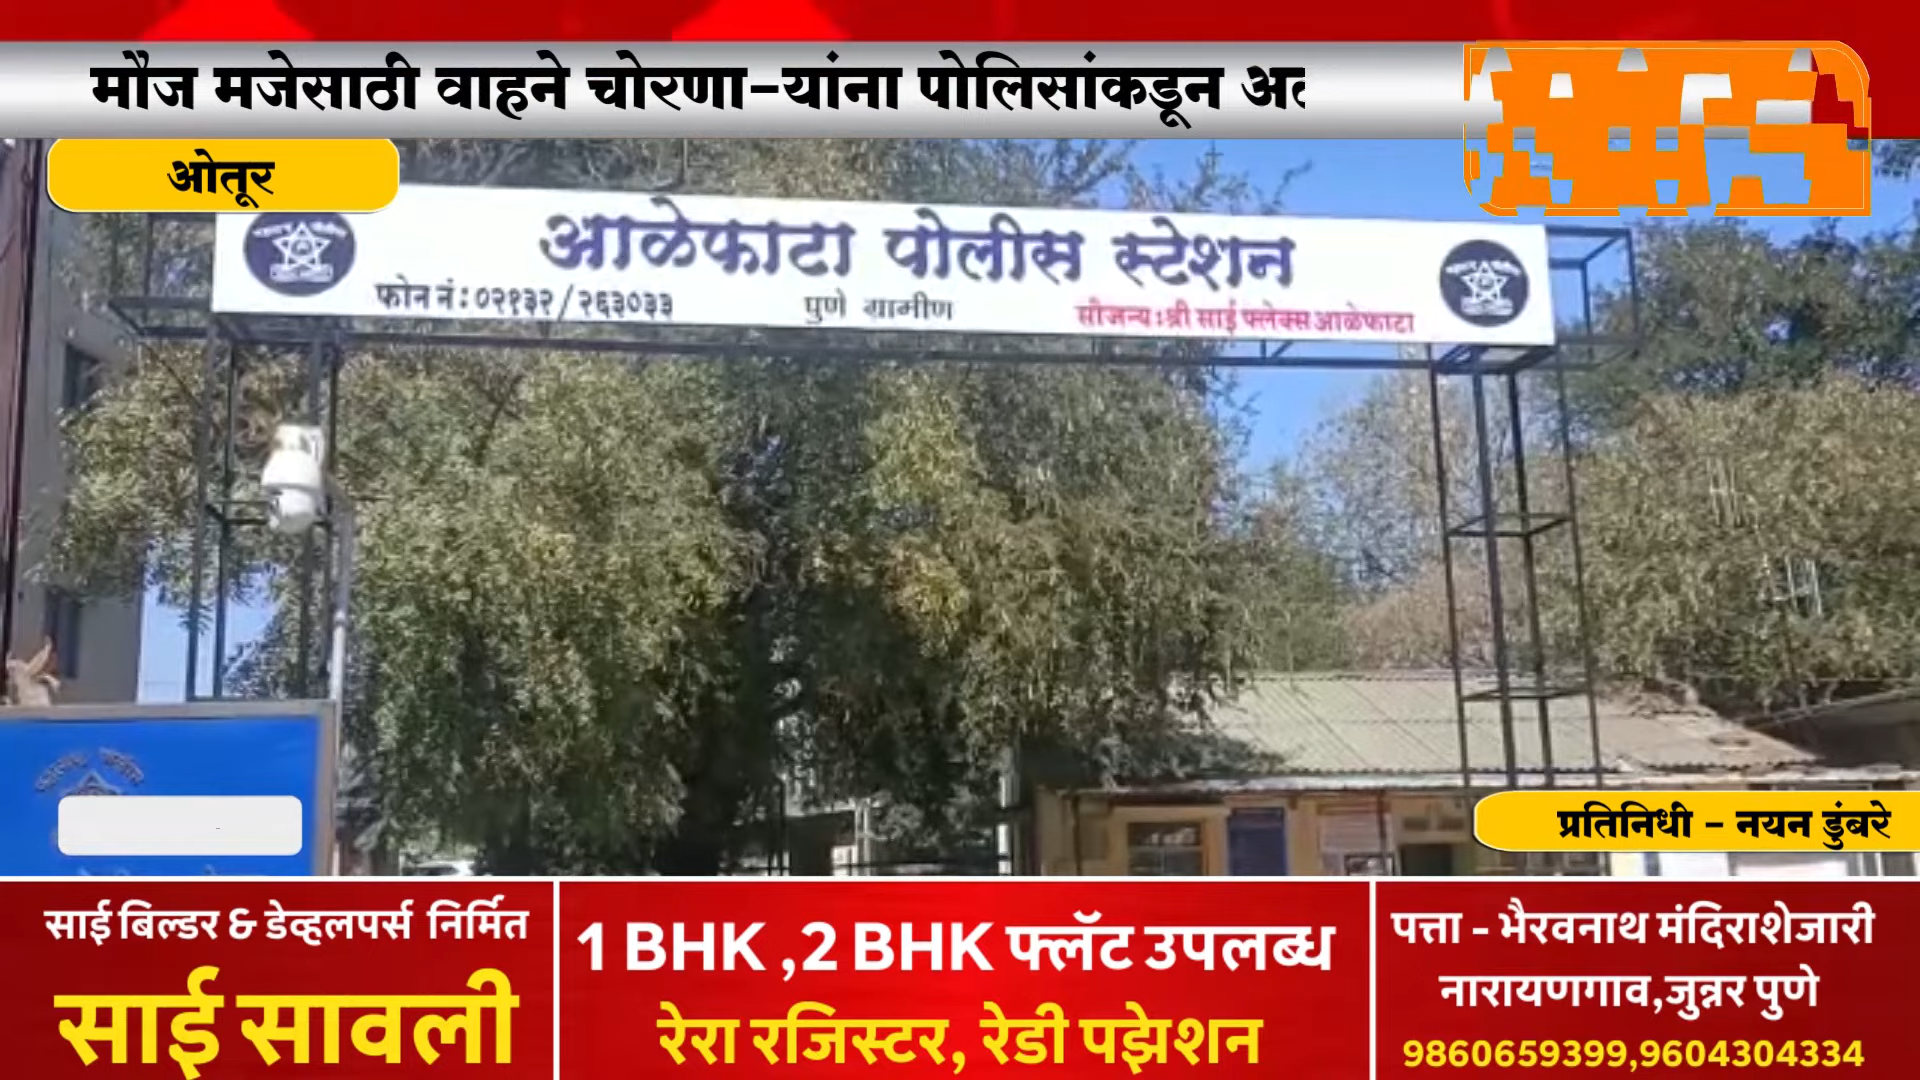 मौज मजेसाठी वाहने चोरणा-यांना पोलिसांकडून
ओतूर
आळेफाटा पोलीस स्टेशन
फोन नं : ०२१३२ / २६३०३३
पुणे ग्रामीण
सौजन्य : श्री साई फ्लेक्स आळेफाटा
प्रतिनिधी - नयन डुंबरे
साई बिल्डर & डेव्हलपर्स निर्मित
साई सावली
1 BHK ,2 BHK फ्लॅट उपलब्ध
रेरा रजिस्टर, रेडी पझेशन
पत्ता - भैरवनाथ मंदिराशेजारी
नारायणगाव,जुन्नर पुणे
9860659399,9604304334